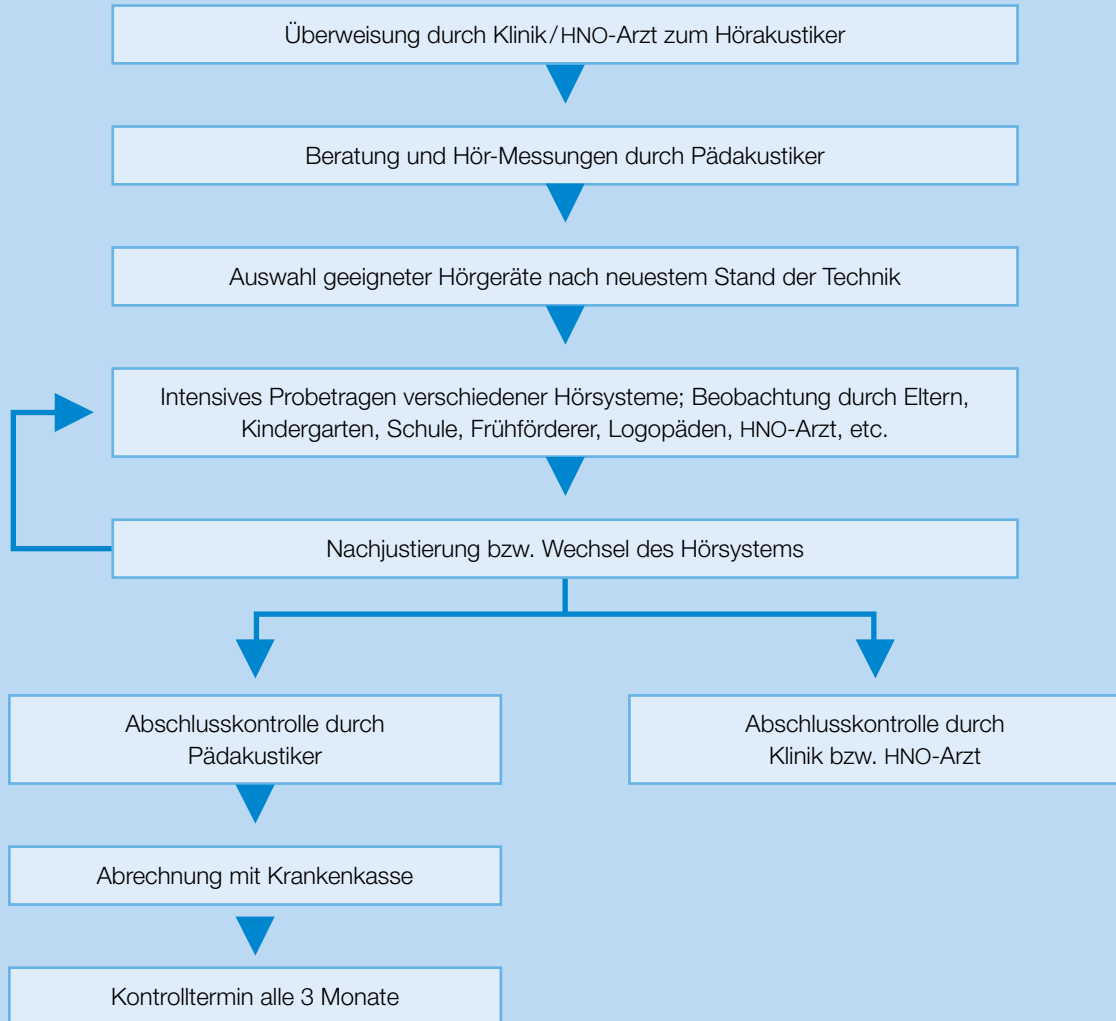 Überweisung durch Klinik/HNO-Arzt zum Hörakustiker
Beratung und Hör-Messungen durch Pädakustiker
Auswahl geeigneter Hörgeräte nach neuestem Stand der Technik
Intensives Probetragen verschiedener Hörsysteme; Beobachtung durch Eltern,
Kindergarten, Schule, Frühförderer, Logopäden, HNO-Arzt, etc.
Nachjustierung bzw. Wechsel des Hörsystems
Abschlusskontrolle durch
Pädakustiker
Abschlusskontrolle durch
Klinik bzw. HNO-Arzt
Abrechnung mit Krankenkasse
Kontrolltermin alle 3 Monate